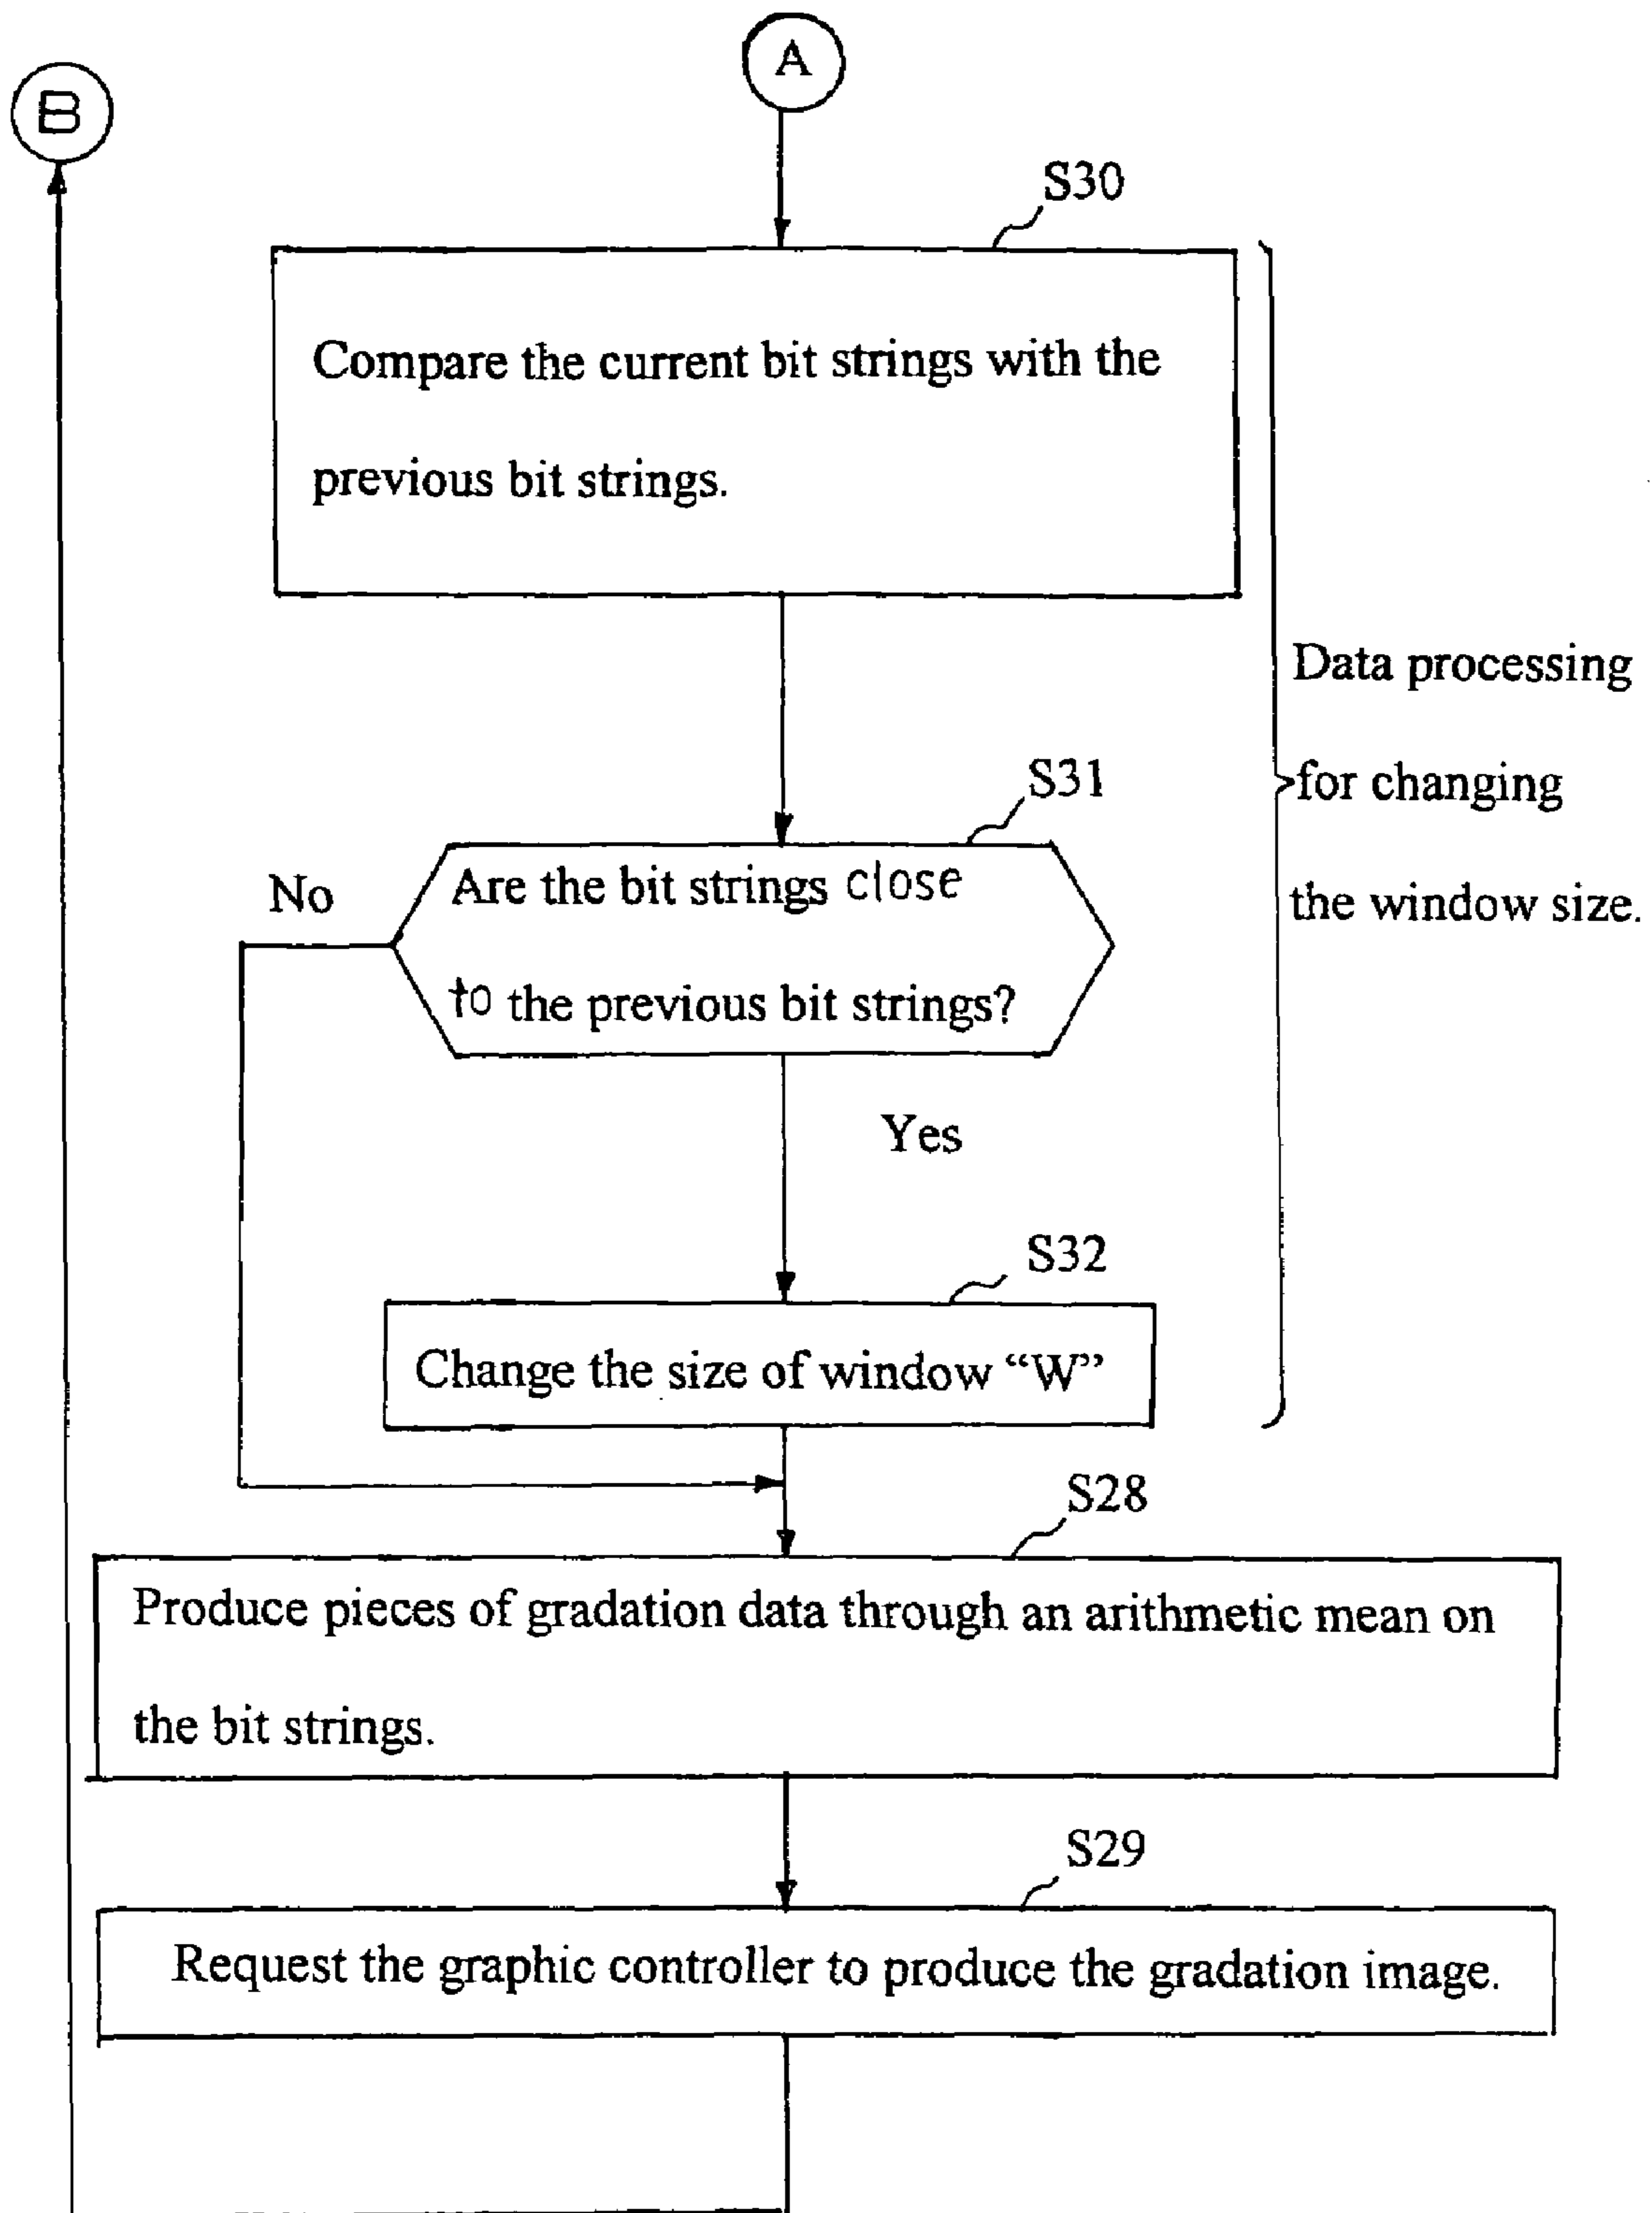 A
B
S30
Compare the current bit strings with the
previous bit strings.
Data processing
for changing
the window size.
S31
No
Are the bit strings close
to the previous bit strings?
Yes
S32
Change the size of window “W”
S28
Produce pieces of gradation data through an arithmetic mean on
the bit strings.
S29
Request the graphic controller to produce the gradation image.